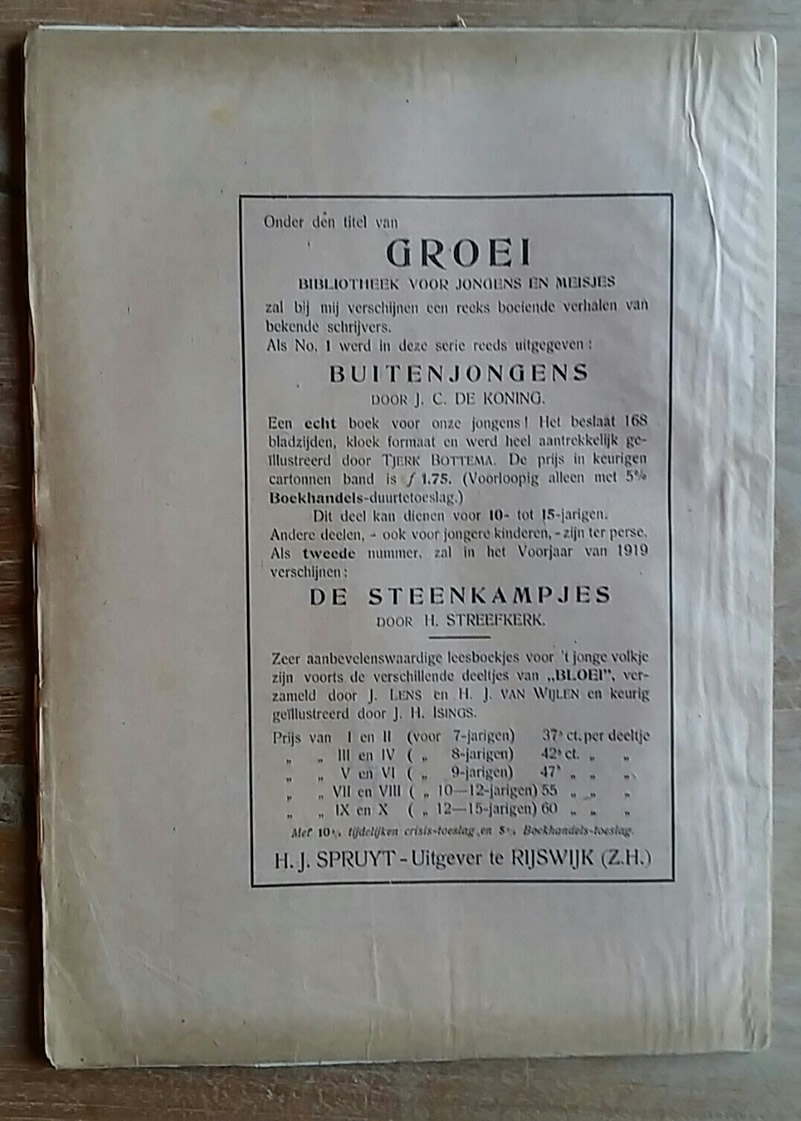 Onder den titel van
GROEI
BIBLIOTHEEK VOOR JONGENS EN MEISJES
zal bij mij verschijnen een reeks boeiende verhalen van
bekende schrijvers.
Als No. 1 werd in deze serie reeds uitgegeven:
BUITENJONGENS
DOOR J. C. DE KONING.
Een echt boek voor onze jongens! Het beslaat 168
bladzijden, kloek formaat en werd heel aantrekkelijk ge-
ïllustreerd door TJERK BOTTEMA. De prijs in keurigen
cartonnen band is ƒ 1.75. (Voorloopig alleen met 5%
Boekhandels-duurtetoeslag.)
Dit deel kan dienen voor 10- tot 15-jarigen.
Andere deelen, - ook voor jongere kinderen, - zijn ter perse.
Als tweede nummer, zal in het Voorjaar van 1919
verschijnen:
DE STEENKAMPJES
DOOR H. STREEFKERK.
Zeer aanbevelenswaardige leesboekjes voor 't jonge volkje
zijn voorts de verschillende deeltjes van „BLOEI”, ver-
zameld door J. LENS en H. J. VAN WIJLEN en keurig
geïllustreerd door J. H. ISINGS.
Prijs van I en II (voor 7-jarigen) 37⁵ ct. per deeltje
„ „ III en IV ( „ 8-jarigen) 42⁵ ct. „ „
„ „ V en VI ( „ 9-jarigen) 47⁵ „ „ „
„ „ VII en VIII ( „ 10—12-jarigen) 55 „ „ „
„ „ IX en X ( „ 12—15-jarigen) 60 „ „ „
Met 10% tijdelijken crisis-toeslag en 5% Boekhandels-toeslag.
H. J. SPRUYT - Uitgever te RIJSWIJK (Z.H.)